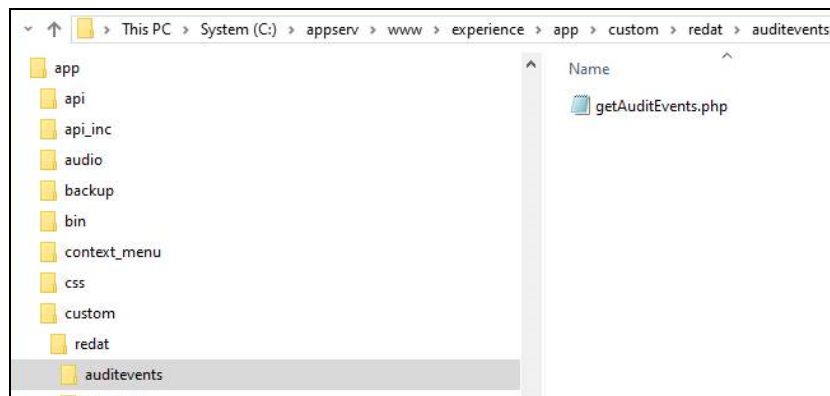 This PC > System (C:) > appserv > www > experience > app > custom > redat > auditevents
app
api
api_inc
audio
backup
bin
context_menu
css
custom
redat
auditevents
Name
getAuditEvents.php